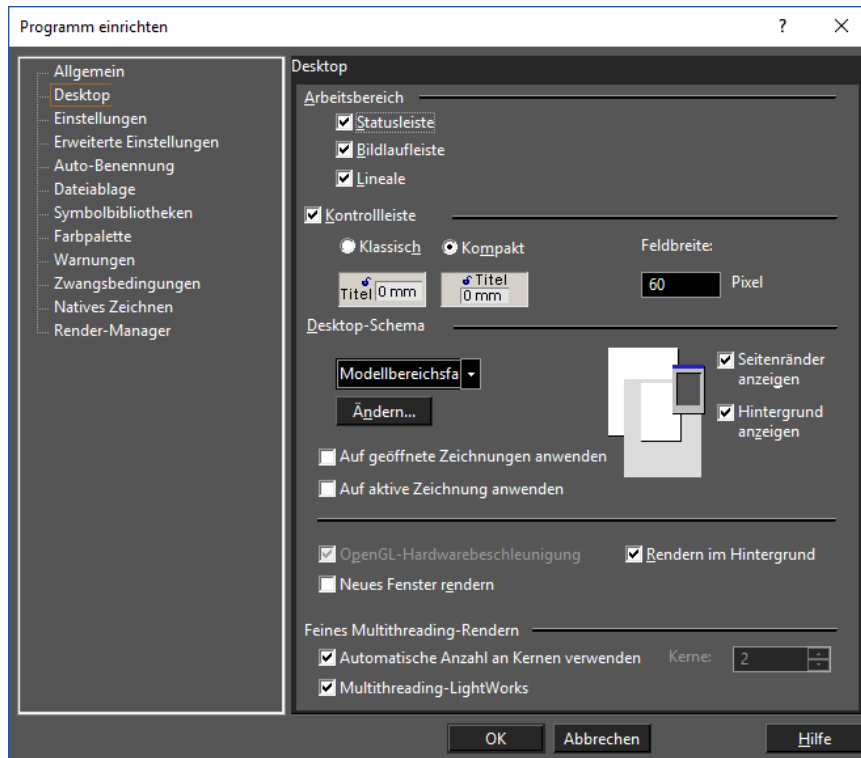 Programm einrichten
?
Allgemein
Desktop
Einstellungen
Erweiterte Einstellungen
Auto-Benennung
Dateiablage
Symbolbibliotheken
Farbpalette
Warnungen
Zwangsbedingungen
Natives Zeichnen
Render-Manager
Desktop
Arbeitsbereich
Statusleiste
Bildlaufleiste
Lineale
Kontrollleiste
Klassisch
Kompakt
Feldbreite:
Titel 0 mm
Titel
0 mm
60
Pixel
Desktop-Schema
Modellbereichsfa
Ändern...
Seitenränder
anzeigen
Hintergrund
anzeigen
Auf geöffnete Zeichnungen anwenden
Auf aktive Zeichnung anwenden
OpenGL-Hardwarebeschleunigung
Rendern im Hintergrund
Neues Fenster rendern
Feines Multithreading-Rendern
Automatische Anzahl an Kernen verwenden
Kerne:
2
Multithreading-LightWorks
OK
Abbrechen
Hilfe